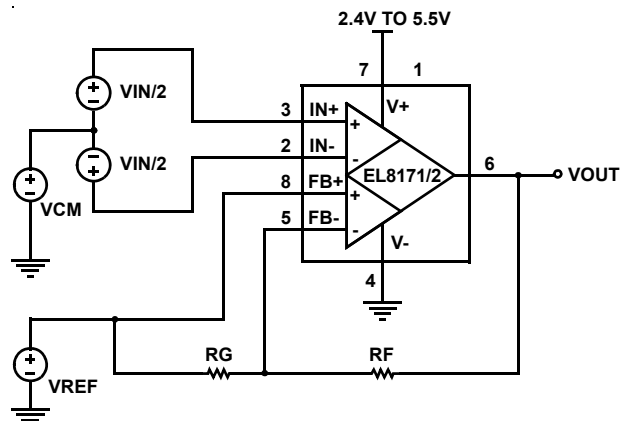 2.4V TO 5.5V
7
1
VIN/2
3
IN+
V+
+
-
+
-
2
IN-
+
-
EL8171/2
6
VOUT
VIN/2
-
+
8
FB+
+
-
VCM
+
-
5
FB-
V-
4
RG
RF
VREF
+
-